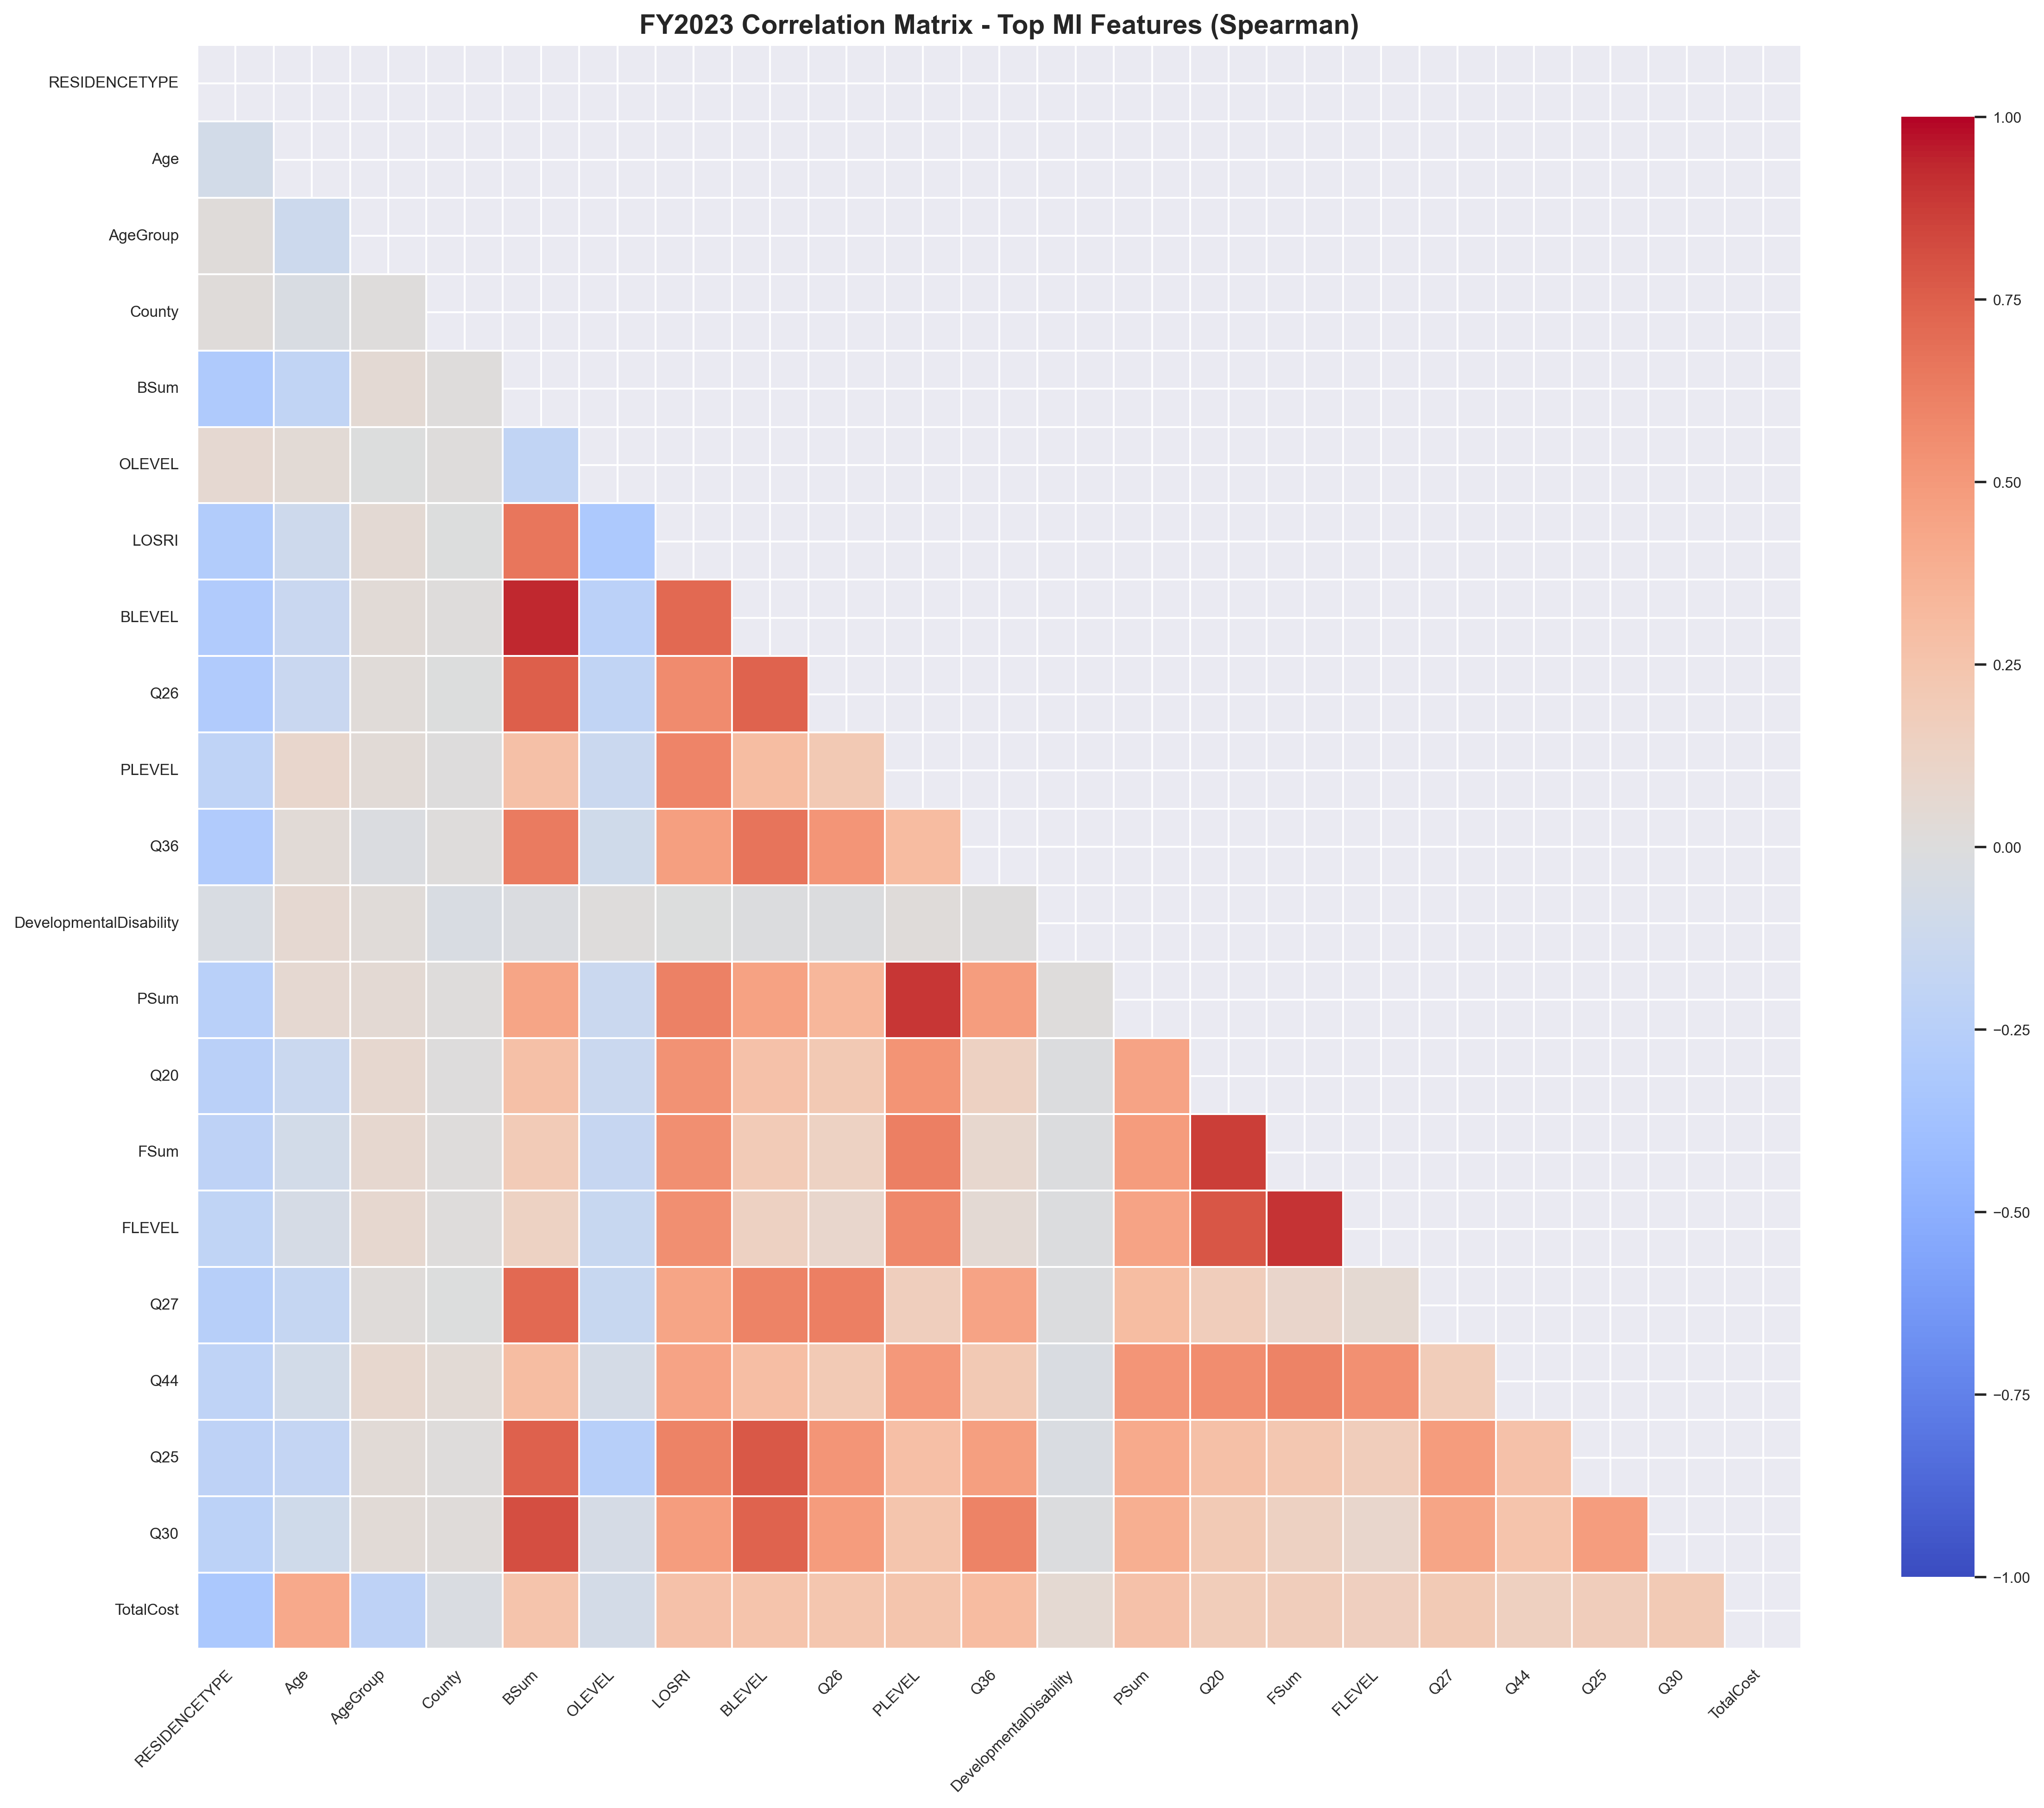 FY2023 Correlation Matrix - Top MI Features (Spearman)
RESIDENCETYPE
Age
AgeGroup
County
BSum
OLEVEL
LOSRI
BLEVEL
Q26
PLEVEL
Q36
DevelopmentalDisability
PSum
Q20
FSum
FLEVEL
Q27
Q44
Q25
Q30
TotalCost
RESIDENCETYPE
Age
AgeGroup
County
BSum
OLEVEL
LOSRI
BLEVEL
Q26
PLEVEL
Q36
DevelopmentalDisability
PSum
Q20
FSum
FLEVEL
Q27
Q44
Q25
Q30
TotalCost
1.00
0.75
0.50
0.25
0.00
−0.25
−0.50
−0.75
−1.00